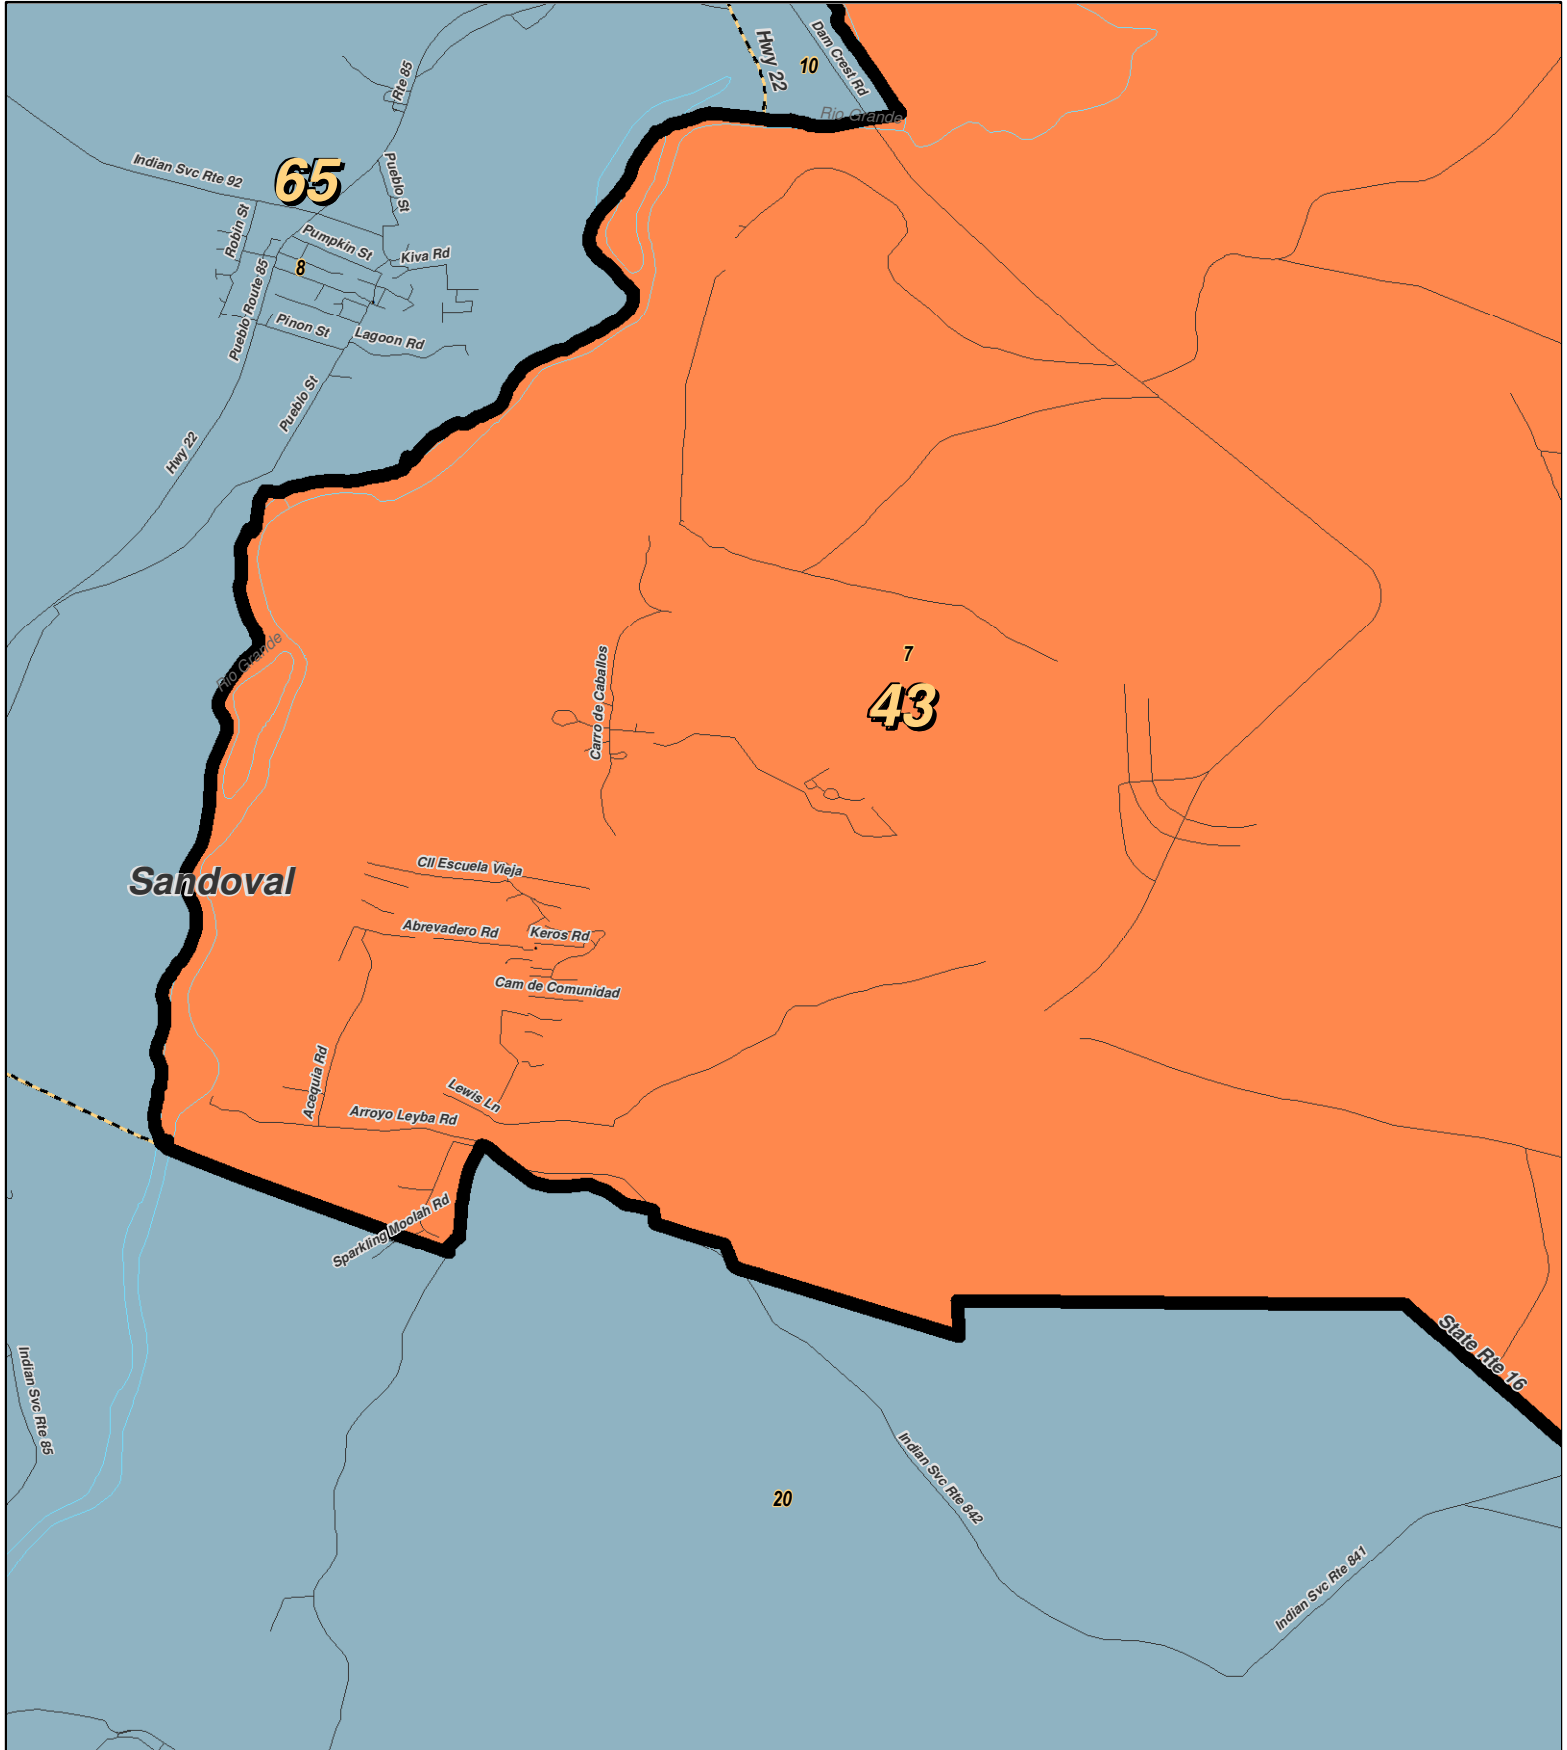 Hwy 22
10
Dam Crest Rd
Rio Grande
Rte 85
Indian Svc Rte 92
65
Pueblo St
Robin St
Pumpkin St
Kiva Rd
8
Pueblo Route 85
Pinon St
Lagoon Rd
Pueblo St
Hwy 22
Rio Grande
Carro de Caballos
7
43
Sandoval
Cll Escuela Vieja
Abrevadero Rd
Keros Rd
Cam de Comunidad
Acequia Rd
Lewis Ln
Arroyo Leyba Rd
Sparkling Moolah Rd
State Rte 16
Indian Svc Rte 85
20
Indian Svc Rte 842
Indian Svc Rte 841